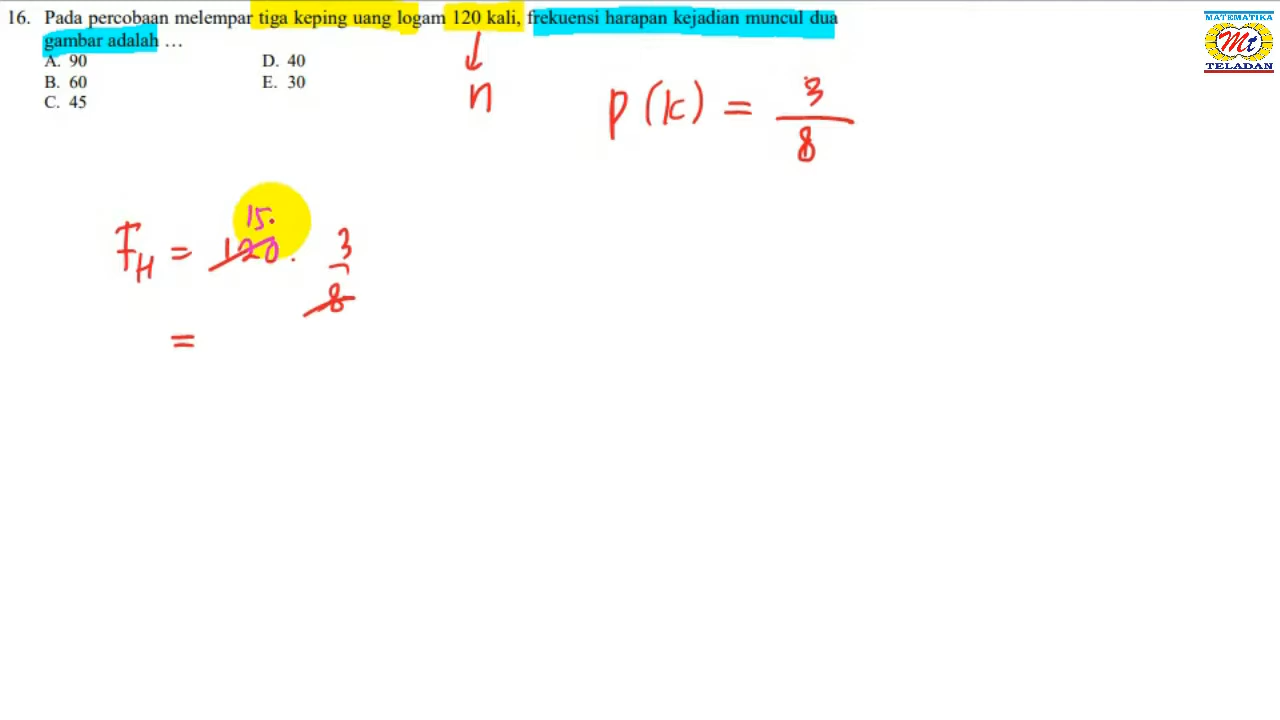 16. Pada percobaan melempar tiga keping uang logam 120 kali, frekuensi harapan kejadian muncul dua
gambar adalah …
A. 90 D. 40
B. 60 E. 30
C. 45
n
P(K) = 3/8
FH = 120 . 3/8
15.
=
MATEMATIKA
Mt
TELADAN